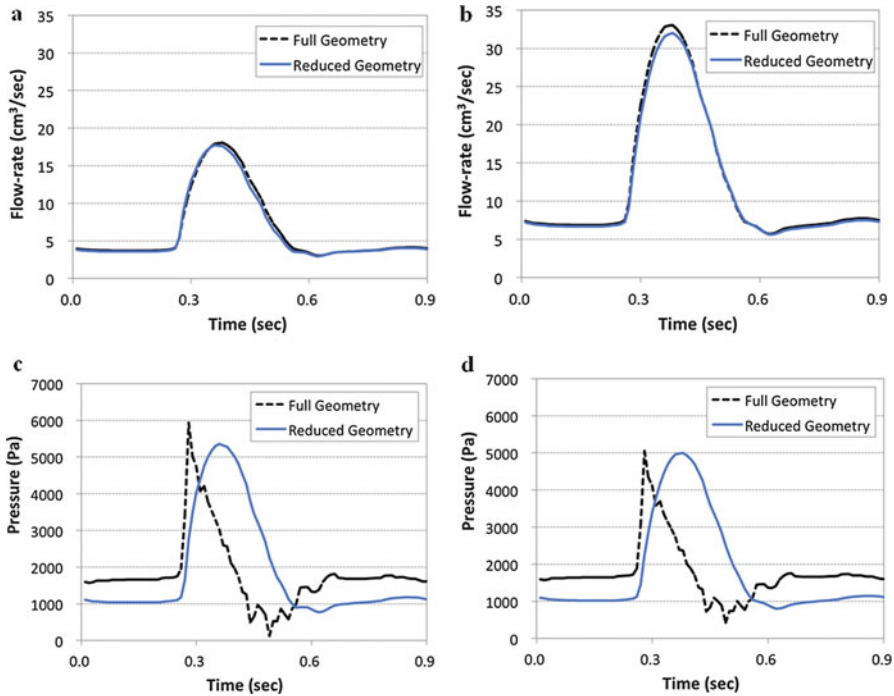 a
35
30
25
20
15
10
5
0
Flow-rate (cm³/sec)
Full Geometry
Reduced Geometry
0.0 0.3 0.6 0.9
Time (sec)
b
35
30
25
20
15
10
5
0
Flow-rate (cm³/sec)
Full Geometry
Reduced Geometry
0.0 0.3 0.6 0.9
Time (sec)
c
7000
6000
5000
4000
3000
2000
1000
0
Pressure (Pa)
Full Geometry
Reduced Geometry
0.0 0.3 0.6 0.9
Time (sec)
d
7000
6000
5000
4000
3000
2000
1000
0
Pressure (Pa)
Full Geometry
Reduced Geometry
0.0 0.3 0.6 0.9
Time (sec)